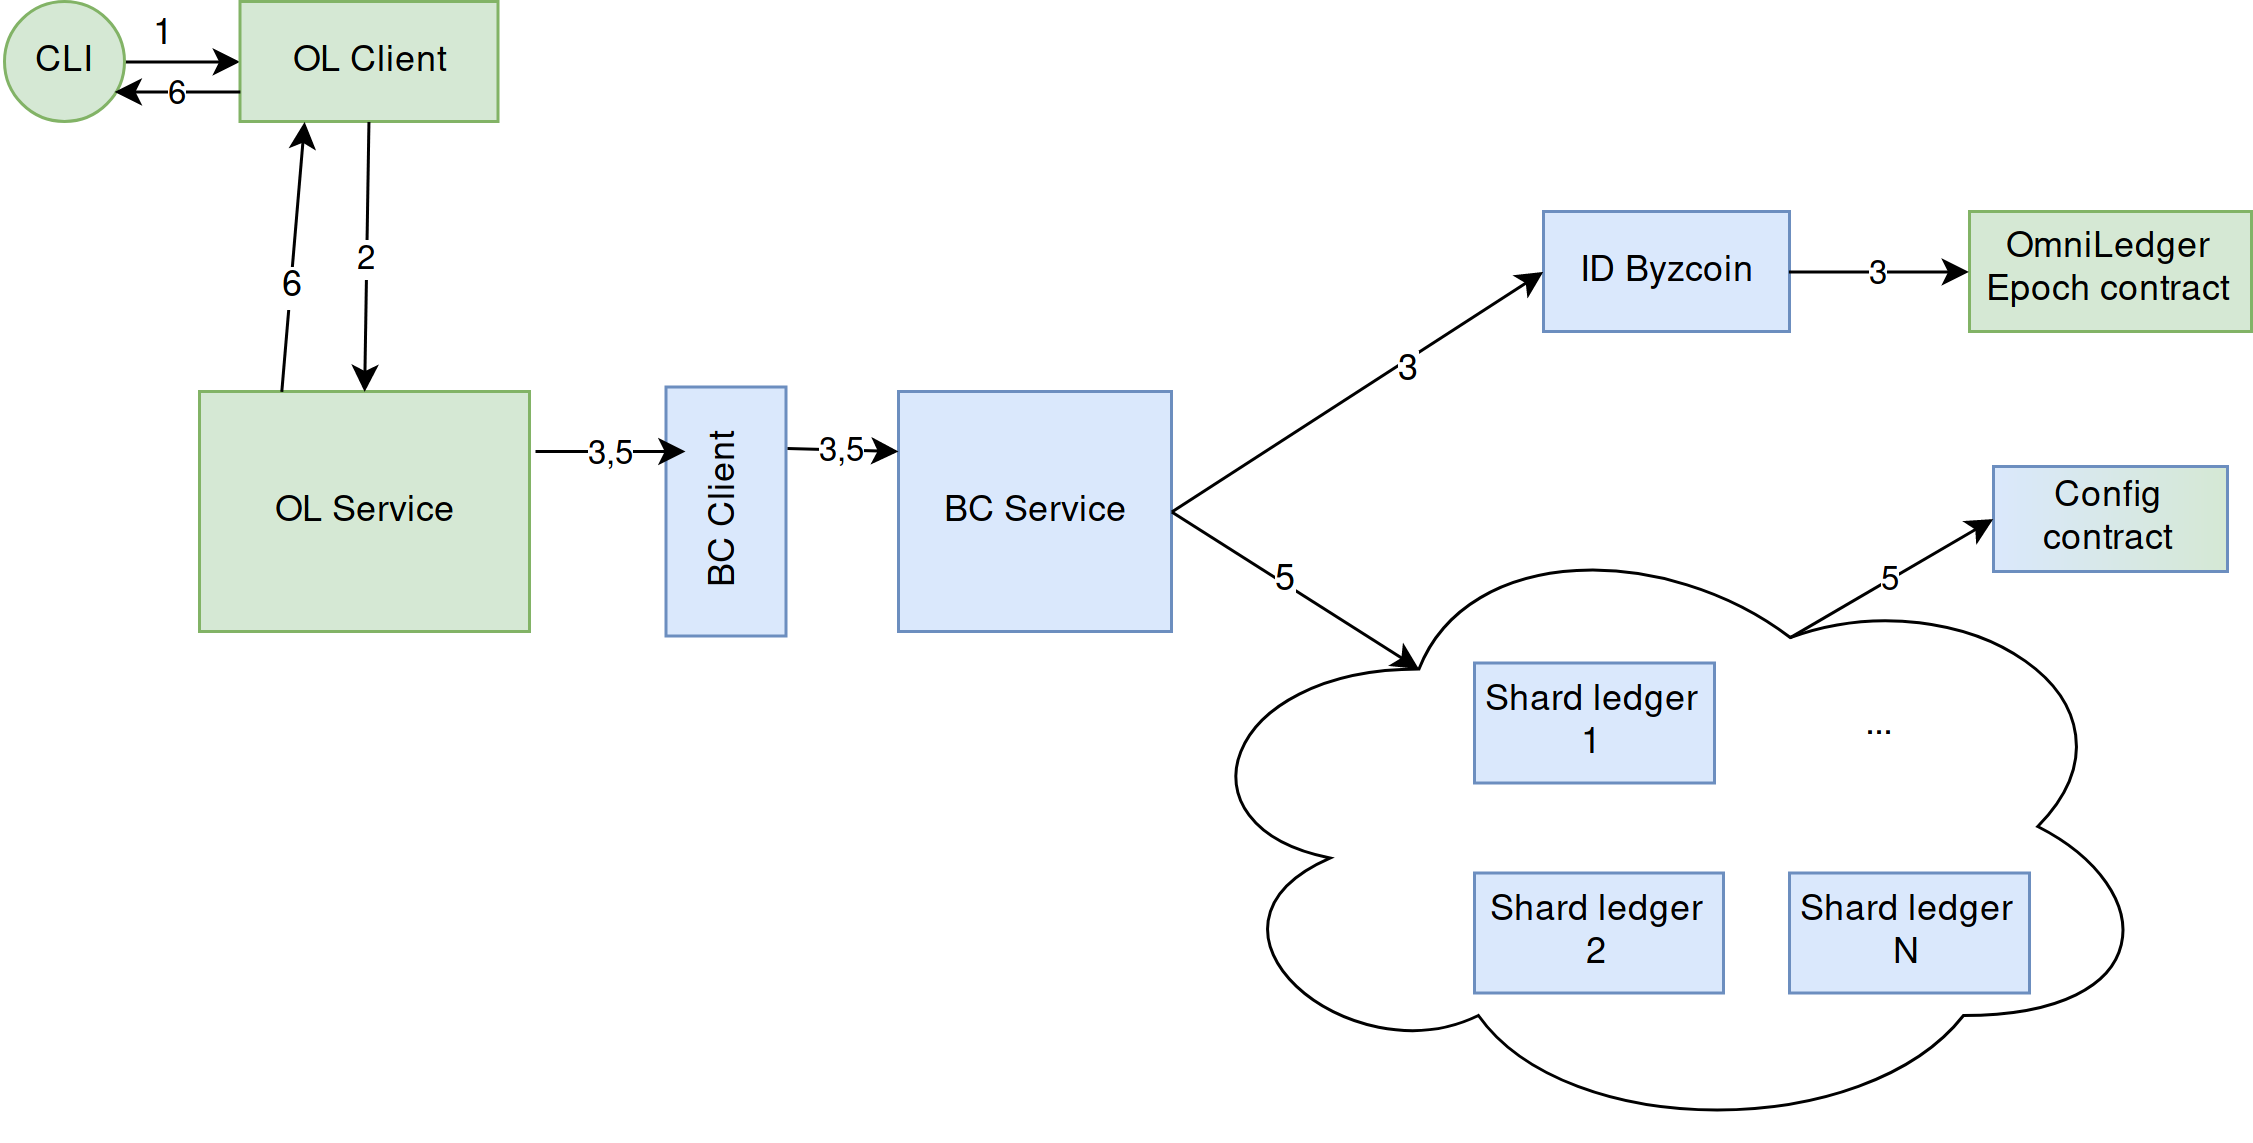 CLI
1
6
OL Client
6
2
OL Service
3,5
BC Client
3,5
BC Service
3
ID Byzcoin
3
OmniLedger
Epoch contract
5
5
Config
contract
Shard ledger
1
...
Shard ledger
2
Shard ledger
N